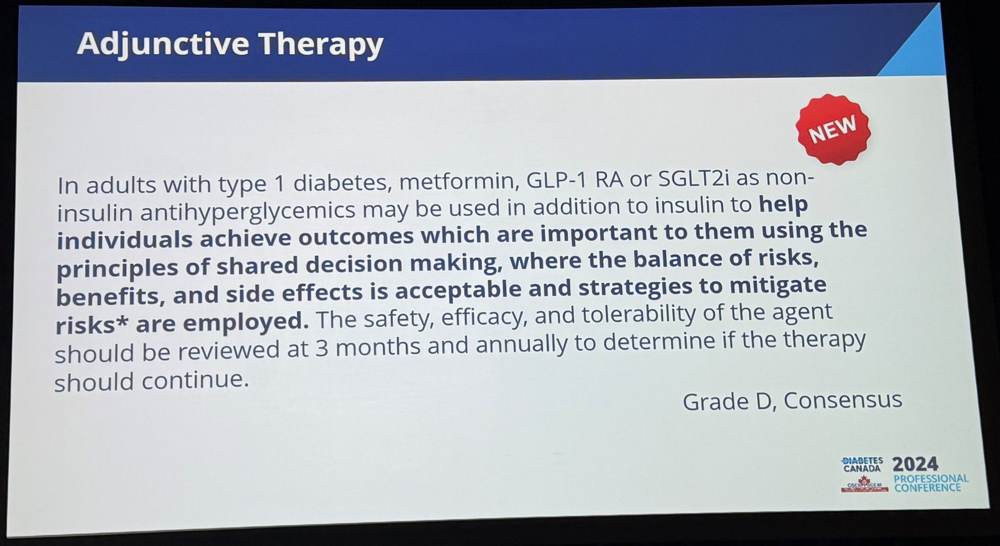 Adjunctive Therapy
NEW
In adults with type 1 diabetes, metformin, GLP-1 RA or SGLT2i as non-
insulin antihyperglycemics may be used in addition to insulin to help
individuals achieve outcomes which are important to them using the
principles of shared decision making, where the balance of risks,
benefits, and side effects is acceptable and strategies to mitigate
risks* are employed. The safety, efficacy, and tolerability of the agent
should be reviewed at 3 months and annually to determine if the therapy
should continue.
Grade D, Consensus
DIABETES
CANADA
CSEM SCEM
2024
PROFESSIONAL
CONFERENCE